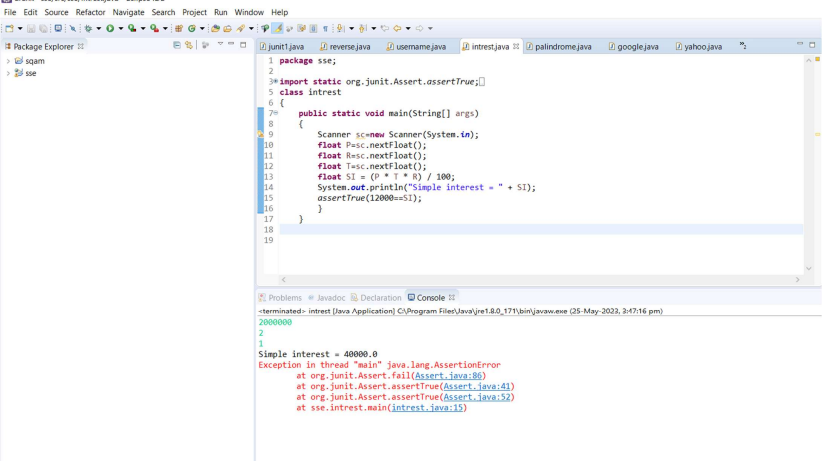 File Edit Source Refactor Navigate Search Project Run Window Help
Package Explorer
sqam
sse
junit1.java reverse.java username.java intrest.java palindrome.java google.java yahoo.java
1 package sse;
2
3 import static org.junit.Assert.assertTrue;
5 class intrest
6 {
7 public static void main(String[] args)
8 {
9 Scanner sc=new Scanner(System.in);
10 float P=sc.nextFloat();
11 float R=sc.nextFloat();
12 float T=sc.nextFloat();
13 float SI = (P * T * R) / 100;
14 System.out.println("Simple interest = " + SI);
15 assertTrue(12000==SI);
16 }
17 }
18
19
Problems Javadoc Declaration Console
<terminated> intrest [Java Application] C:\Program Files\Java\jre1.8.0_171\bin\javaw.exe (25-May-2023, 3:47:16 pm)
2000000
2
1
Simple interest = 40000.0
Exception in thread "main" java.lang.AssertionError
at org.junit.Assert.fail(Assert.java:86)
at org.junit.Assert.assertTrue(Assert.java:41)
at org.junit.Assert.assertTrue(Assert.java:52)
at sse.intrest.main(intrest.java:15)